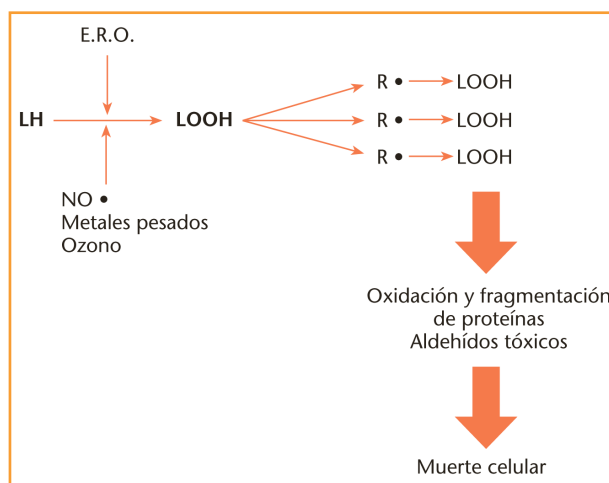 E.R.O.
LH
LOOH
NO •
Metales pesados
Ozono
R • LOOH
R • LOOH
R • LOOH
Oxidación y fragmentación
de proteínas
Aldehídos tóxicos
Muerte celular